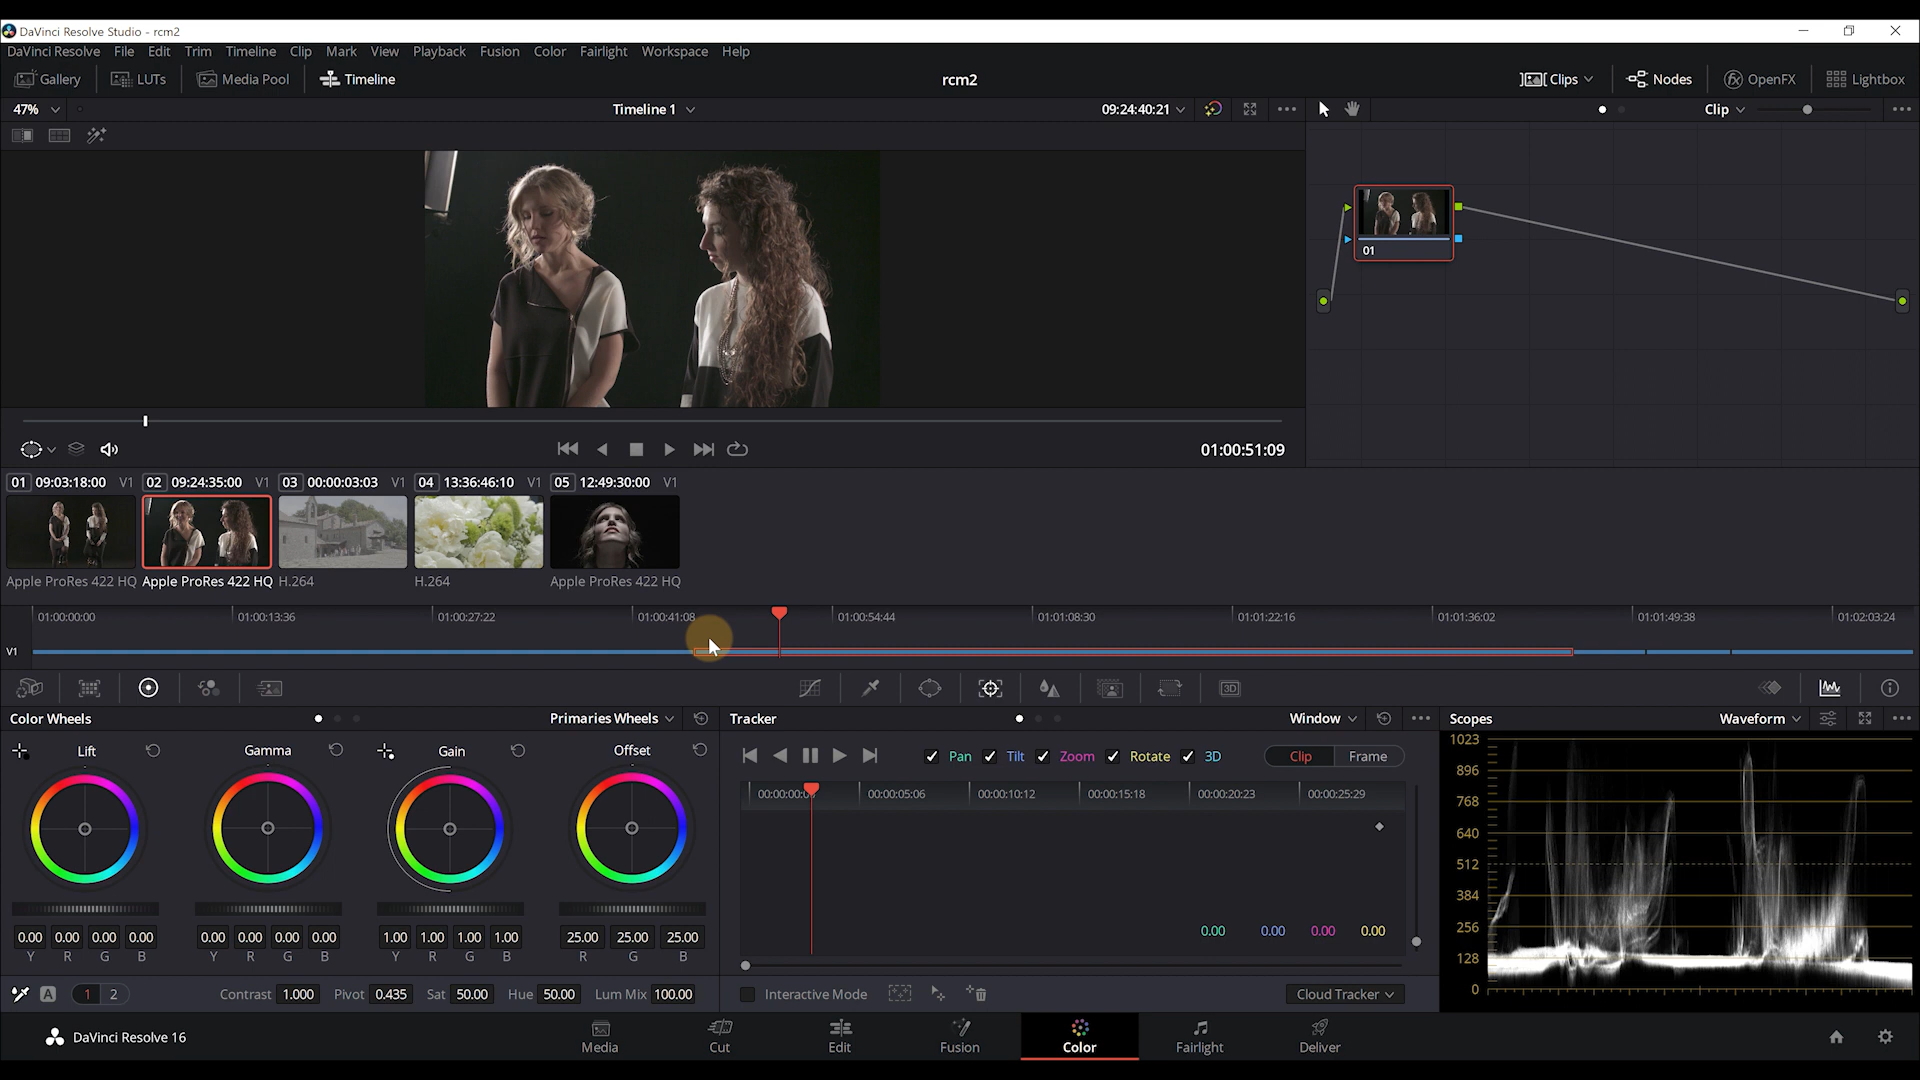 DaVinci Resolve Studio - rcm2
DaVinci Resolve File Edit Trim Timeline Clip Mark View Playback Fusion Color Fairlight Workspace Help
Gallery LUTs Media Pool Timeline rcm2 Clips Nodes OpenFX Lightbox
47% Timeline 1 09:24:40:21 Clip
01
01:00:51:09
01 09:03:18:00 V1 02 09:24:35:00 V1 03 00:00:03:03 V1 04 13:36:46:10 V1 05 12:49:30:00 V1
Apple ProRes 422 HQ Apple ProRes 422 HQ H.264 H.264 Apple ProRes 422 HQ
01:00:00:00 01:00:13:36 01:00:27:22 01:00:41:08 01:00:54:44 01:01:08:30 01:01:22:16 01:01:36:02 01:01:49:38 01:02:03:24
V1
Color Wheels Primaries Wheels Tracker Window Scopes Waveform
Lift Gamma Gain Offset
Pan Tilt Zoom Rotate 3D Clip Frame
00:00:00:0 00:00:05:06 00:00:10:12 00:00:15:18 00:00:20:23 00:00:25:29
1023
896
768
640
512
384
256
128
0
0.00 0.00 0.00 0.00
0.00 0.00 0.00 0.00 0.00 0.00 0.00 0.00 1.00 1.00 1.00 1.00 25.00 25.00 25.00
Y R G B Y R G B Y R G B R G B
A 1 2 Contrast 1.000 Pivot 0.435 Sat 50.00 Hue 50.00 Lum Mix 100.00 Interactive Mode Cloud Tracker
DaVinci Resolve 16 Media Cut Edit Fusion Color Fairlight Deliver